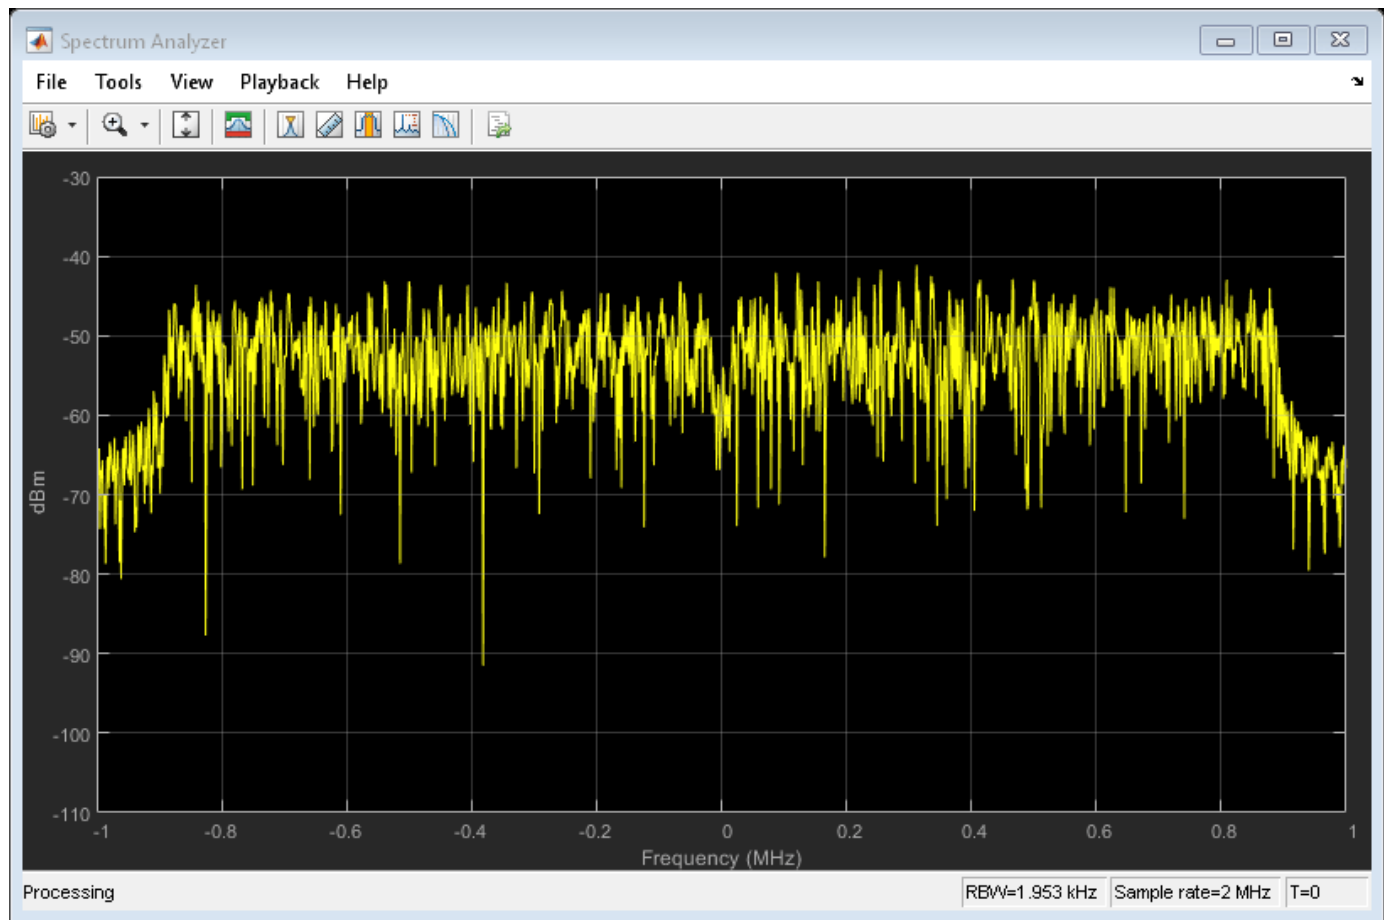 Spectrum Analyzer
File Tools View Playback Help
-30
-40
-50
-60
-70
-80
-90
-100
-110
dBm
-1 -0.8 -0.6 -0.4 -0.2 0 0.2 0.4 0.6 0.8 1
Frequency (MHz)
Processing RBW=1.953 kHz Sample rate=2 MHz T=0